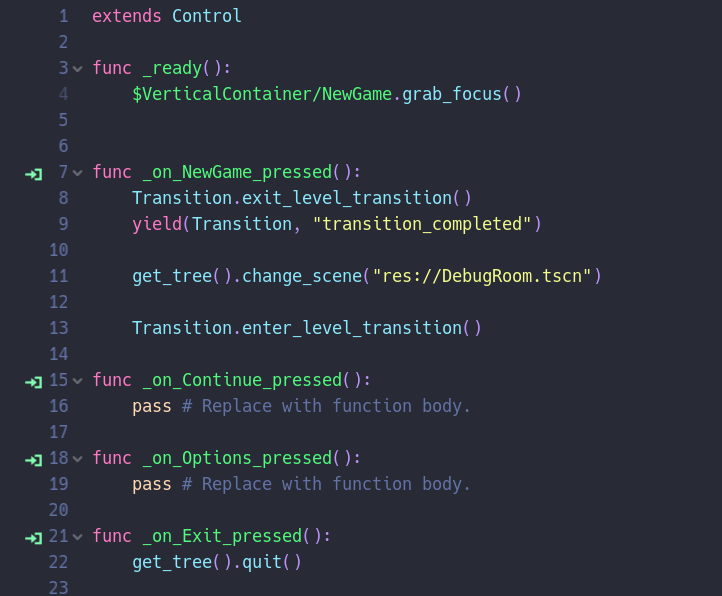 1 extends Control
2
3 func _ready():
4     $VerticalContainer/NewGame.grab_focus()
5
6
7 func _on_NewGame_pressed():
8     Transition.exit_level_transition()
9     yield(Transition, "transition_completed")
10
11     get_tree().change_scene("res://DebugRoom.tscn")
12
13     Transition.enter_level_transition()
14
15 func _on_Continue_pressed():
16     pass # Replace with function body.
17
18 func _on_Options_pressed():
19     pass # Replace with function body.
20
21 func _on_Exit_pressed():
22     get_tree().quit()
23